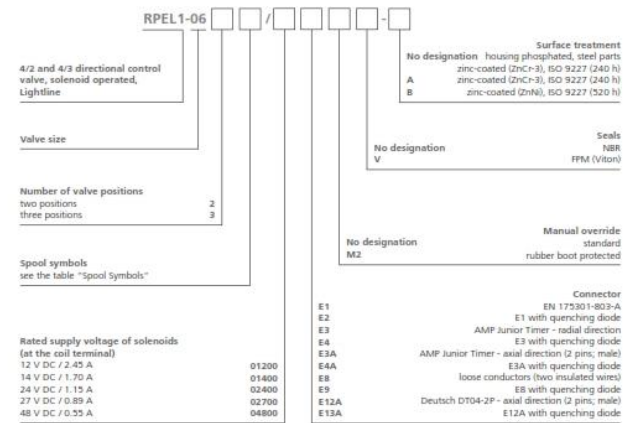 RPEL1-06 / -
Surface treatment
No designation housing phosphated, steel parts
zinc-coated (ZnCr-3), ISO 9227 (240 h)
A zinc-coated (ZnCr-3), ISO 9227 (240 h)
B zinc-coated (ZnNi), ISO 9227 (520 h)
4/2 and 4/3 directional control
valve, solenoid operated,
Lightline
Valve size
Seals
No designation NBR
V FPM (Viton)
Number of valve positions
two positions 2
three positions 3
Manual override
No designation standard
M2 rubber boot protected
Spool symbols
see the table "Spool Symbols"
Connector
E1 EN 175301-803-A
E2 E1 with quenching diode
E3 AMP Junior Timer - radial direction
E4 E3 with quenching diode
E3A AMP Junior Timer - axial direction (2 pins; male)
E4A E3A with quenching diode
E8 loose conductors (two insulated wires)
E9 E8 with quenching diode
E12A Deutsch DT04-2P - axial direction (2 pins; male)
E13A E12A with quenching diode
Rated supply voltage of solenoids
(at the coil terminal)
12 V DC / 2.45 A 01200
14 V DC / 1.70 A 01400
24 V DC / 1.15 A 02400
27 V DC / 0.89 A 02700
48 V DC / 0.55 A 04800